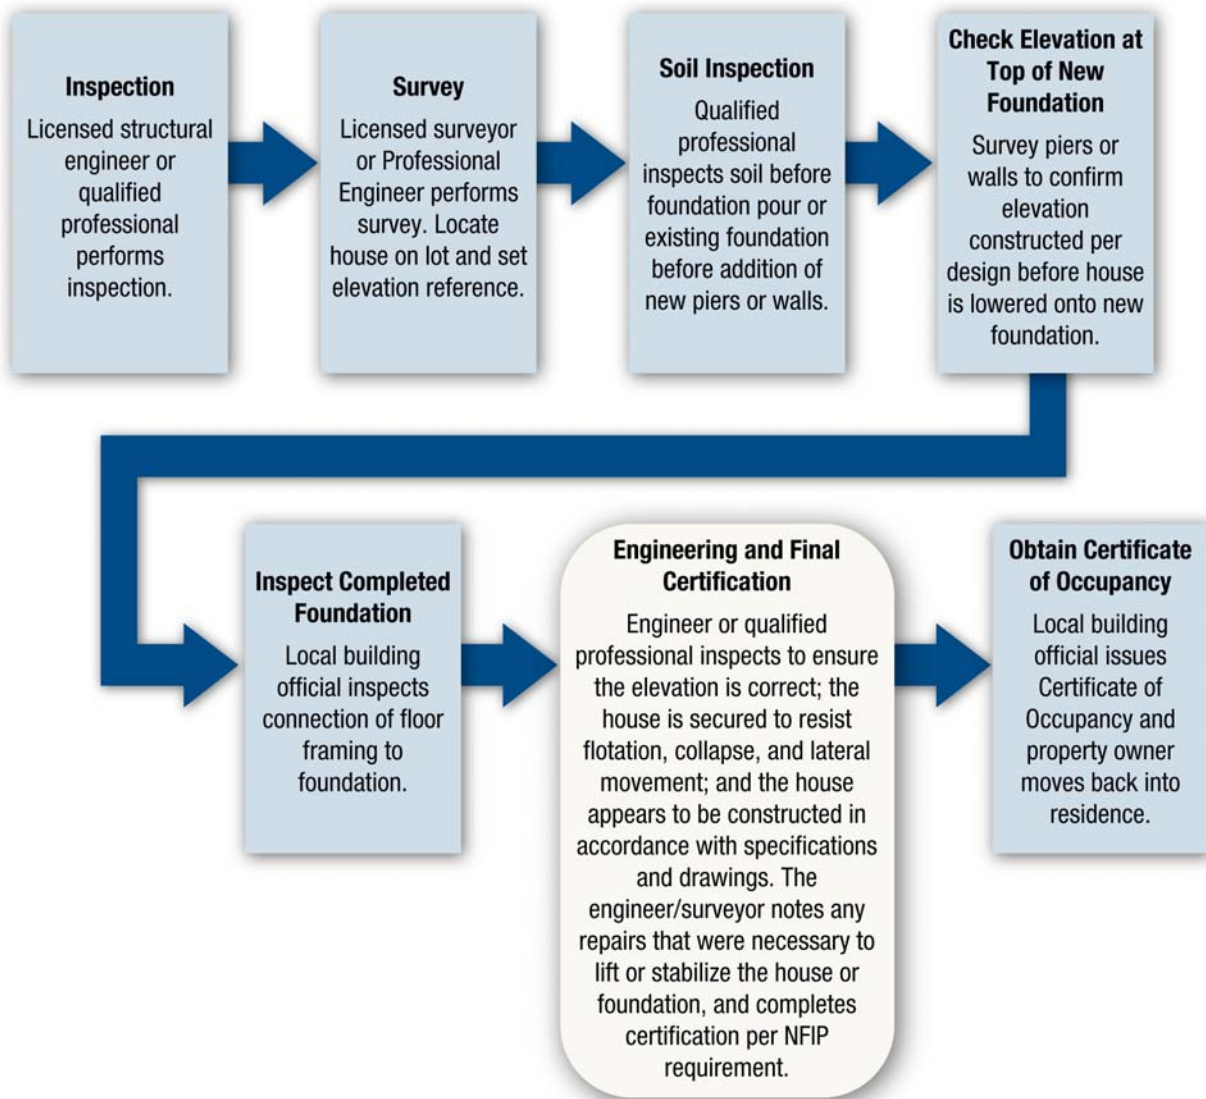 Inspection
Licensed structural
engineer or
qualified
professional
performs
inspection.
Survey
Licensed surveyor
or Professional
Engineer performs
survey. Locate
house on lot and set
elevation reference.
Soil Inspection
Qualified
professional
inspects soil before
foundation pour or
existing foundation
before addition of
new piers or walls.
Check Elevation at
Top of New
Foundation
Survey piers or
walls to confirm
elevation
constructed per
design before house
is lowered onto new
foundation.
Inspect Completed
Foundation
Local building
official inspects
connection of floor
framing to
foundation.
Engineering and Final
Certification
Engineer or qualified
professional inspects to ensure
the elevation is correct; the
house is secured to resist
flotation, collapse, and lateral
movement; and the house
appears to be constructed in
accordance with specifications
and drawings. The
engineer/surveyor notes any
repairs that were necessary to
lift or stabilize the house or
foundation, and completes
certification per NFIP
requirement.
Obtain Certificate
of Occupancy
Local building
official issues
Certificate of
Occupancy and
property owner
moves back into
residence.